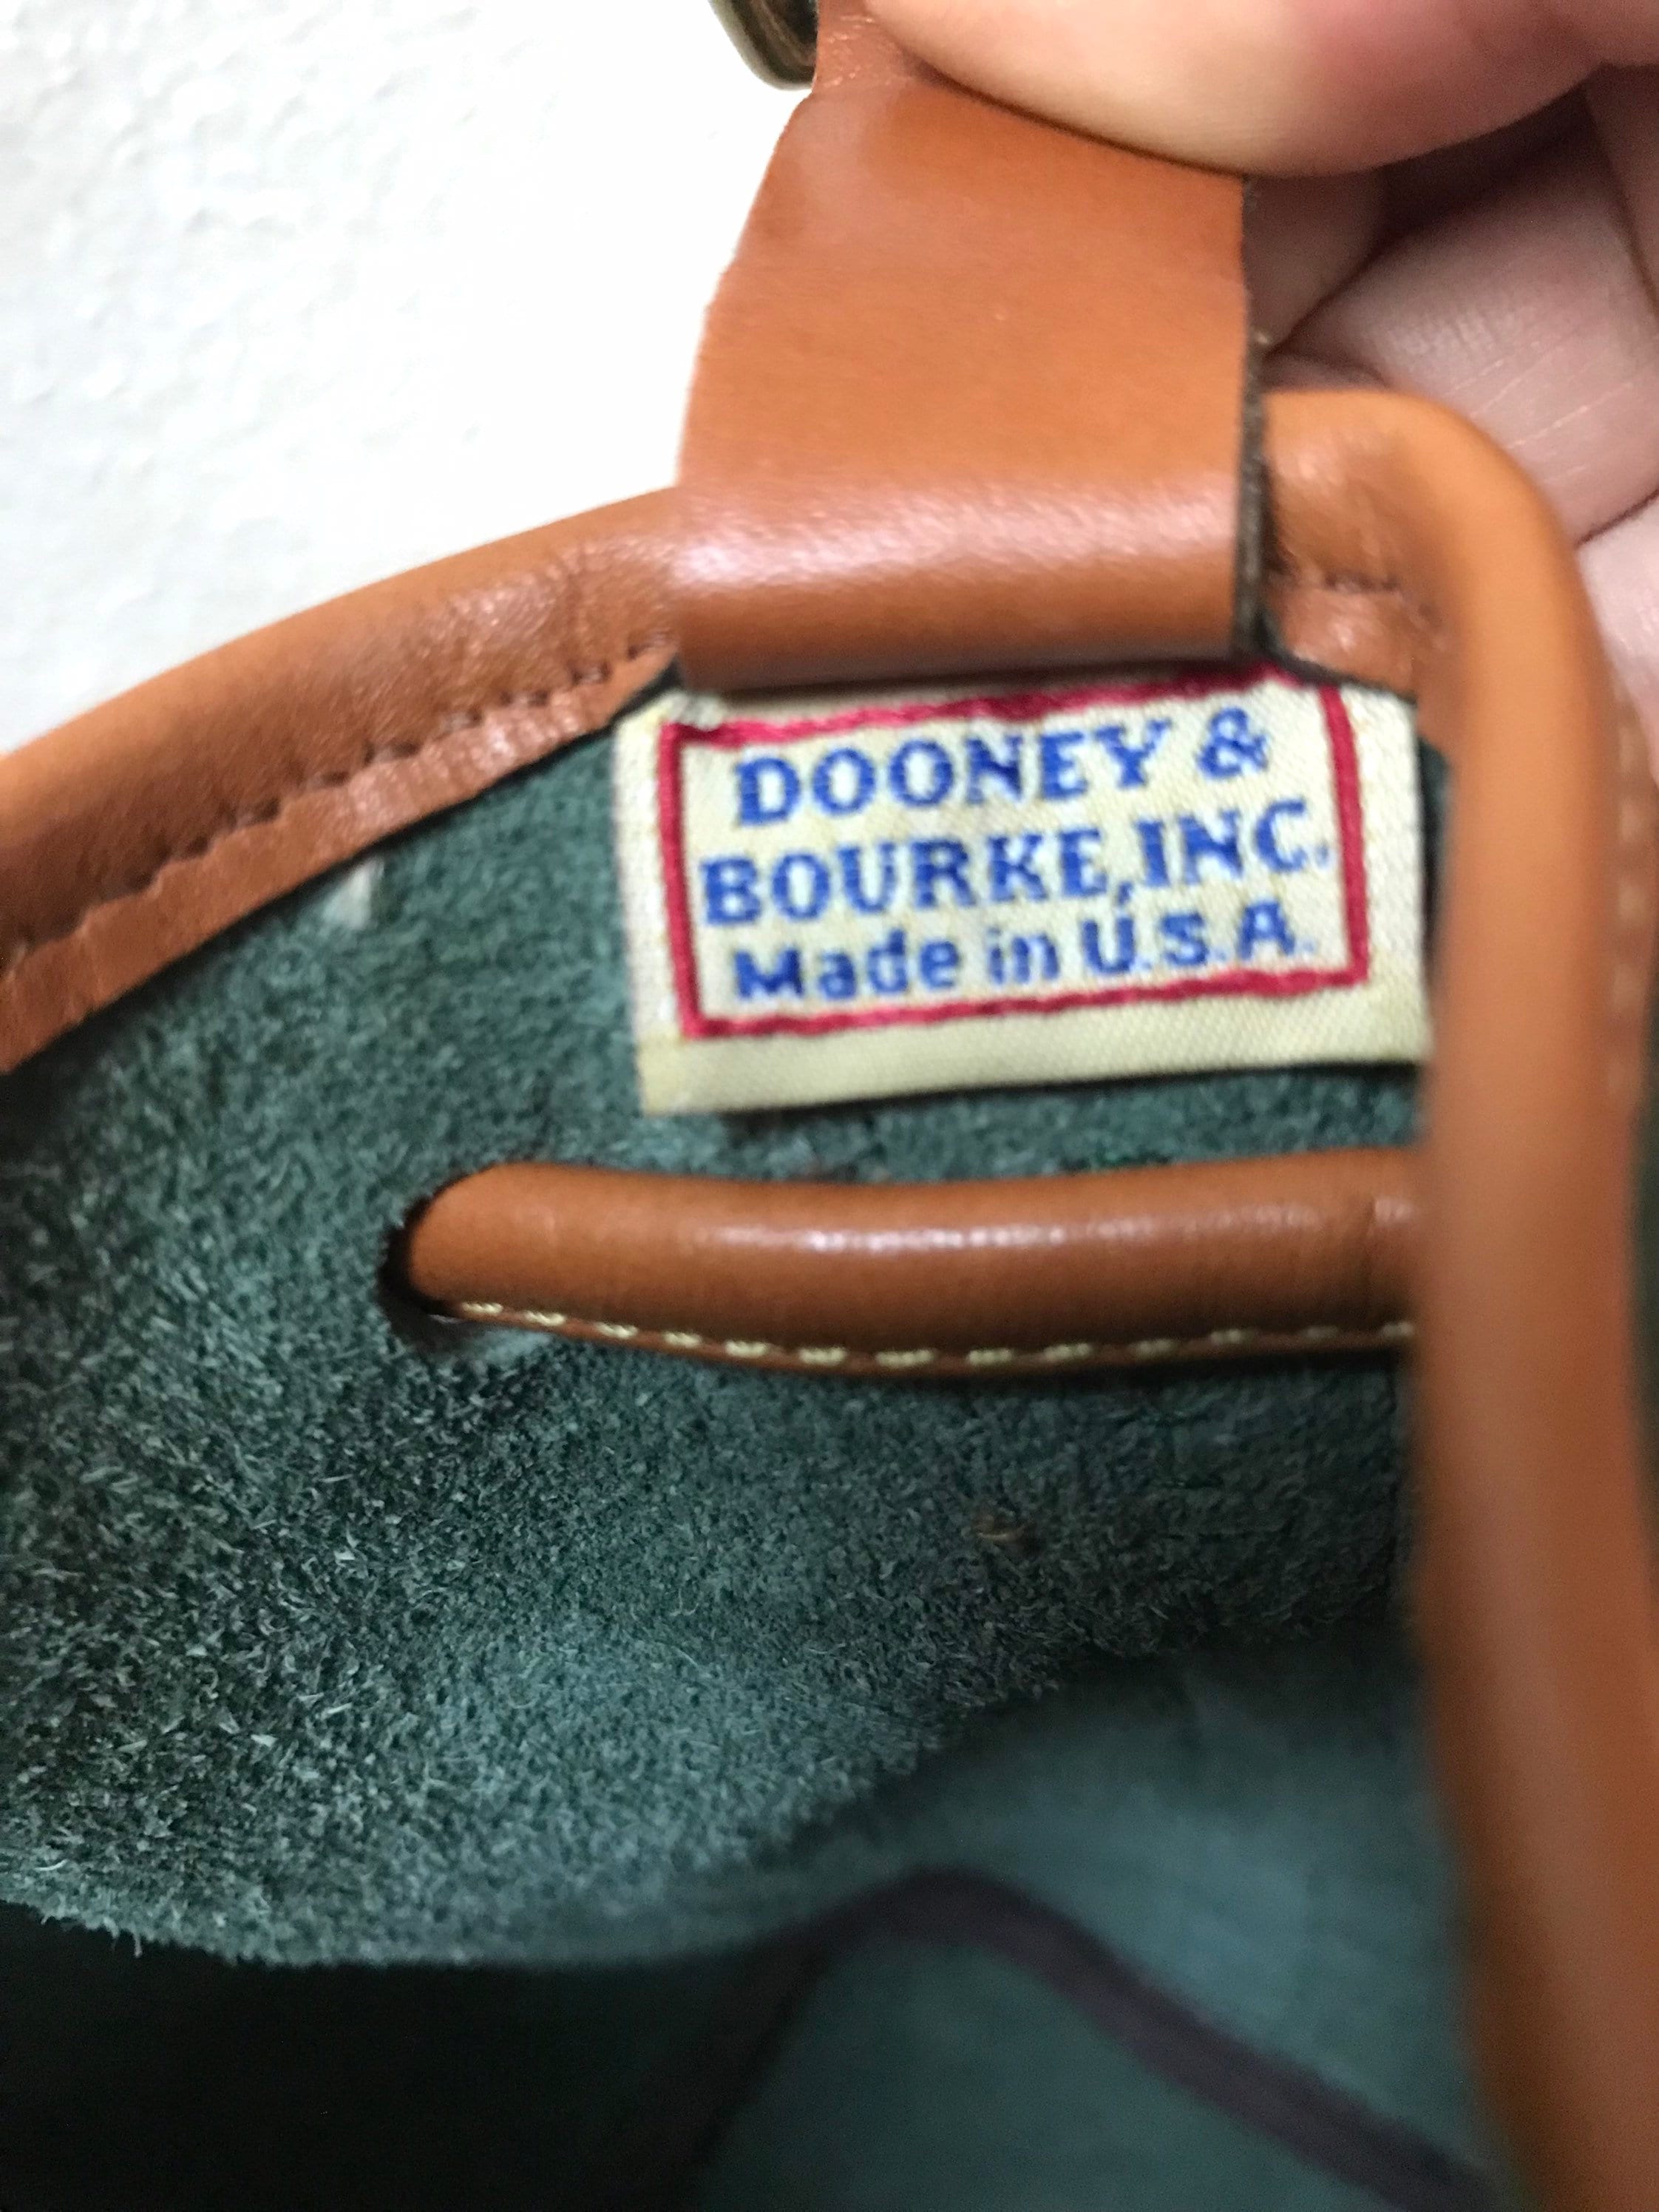 DOONEY &
BOURKE, INC.
Made in U.S.A.